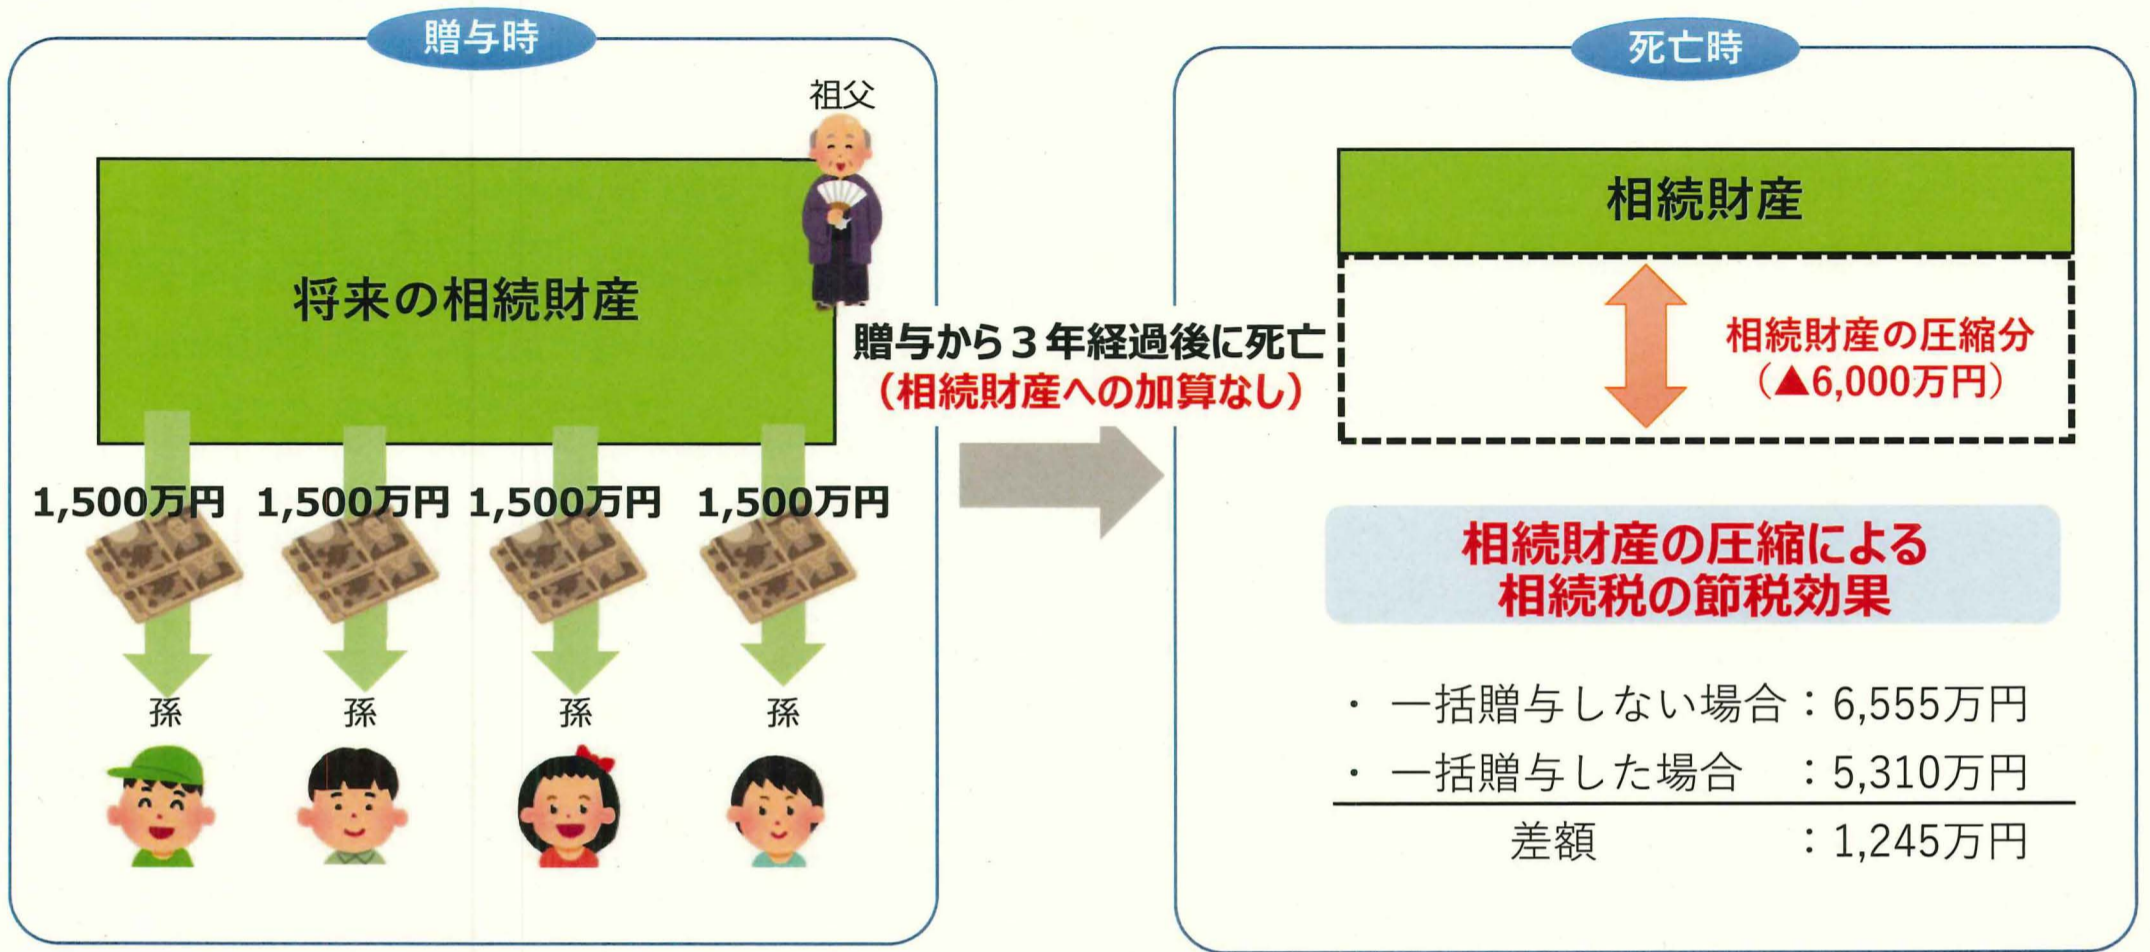 贈与時
祖父
将来の相続財産
1,500万円 1,500万円 1,500万円 1,500万円
孫 孫 孫 孫
贈与から3年経過後に死亡
(相続財産への加算なし)
死亡時
相続財産
相続財産の圧縮分
(▲6,000万円)
相続財産の圧縮による
相続税の節税効果
・ 一括贈与しない場合:6,555万円
・ 一括贈与した場合 :5,310万円
差額 :1,245万円